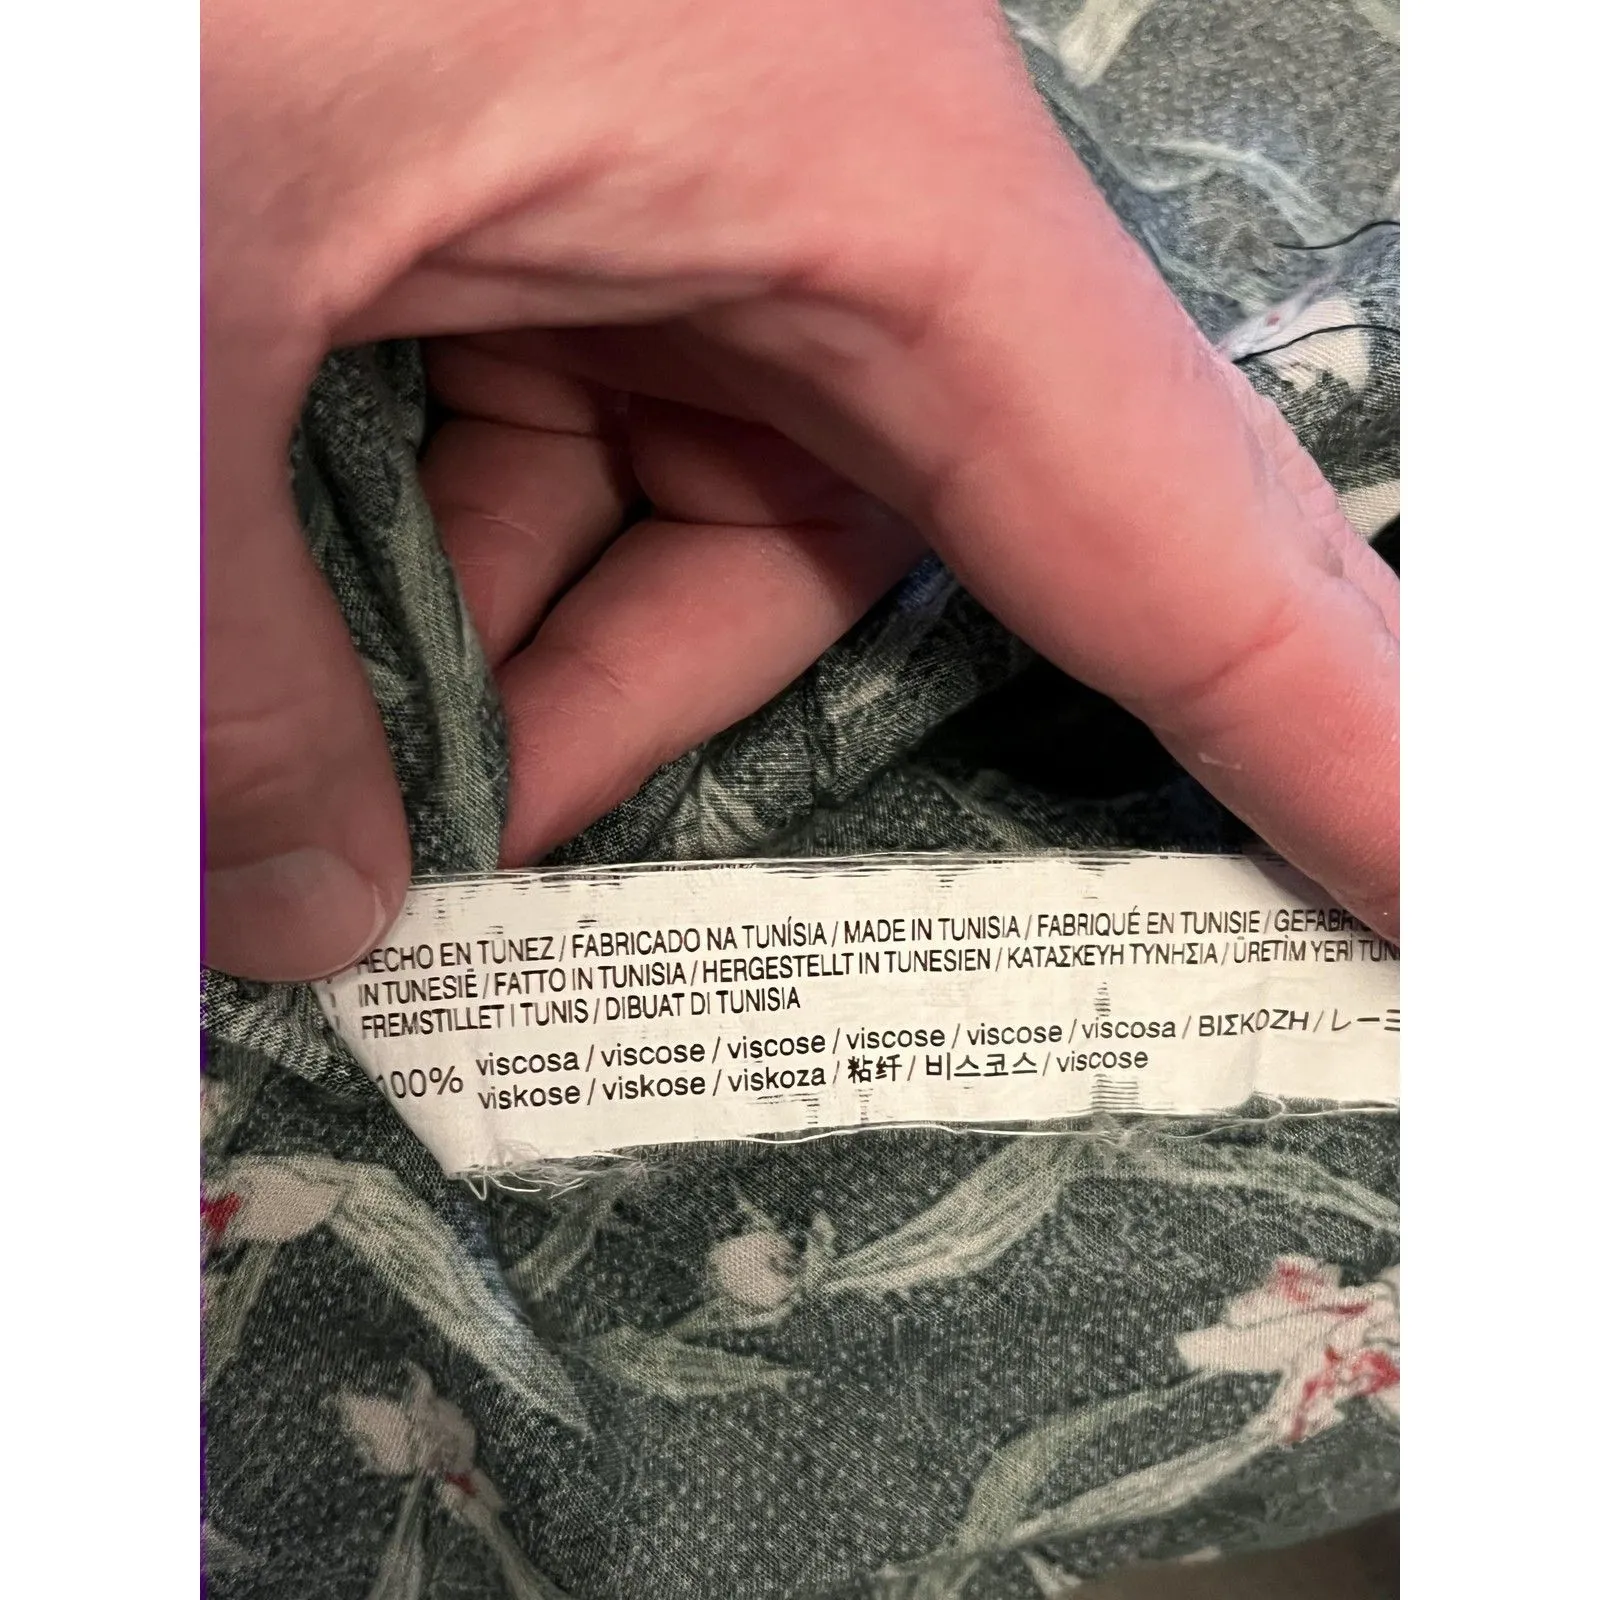 HECHO EN TÚNEZ / FABRICADO NA TUNÍSIA / MADE IN TUNISIA / FABRIQUÉ EN TUNISIE /
IN TUNESIË / FATTO IN TUNISIA / HERGESTELLT IN TUNESIEN / ΚΑΤΑΣΚΕΥΗ ΤΥΝΗΣΙΑ / ÜRETİM YERİ
FREMSTILLET I TUNIS / DIBUAT DI TUNISIA
100% viscosa / viscose / viscose / viscose / viscose / viscosa / ΒΙΣΚΟΖΗ /
viskose / viskose / viskoza / 粘纤 / 비스코스 / viscose